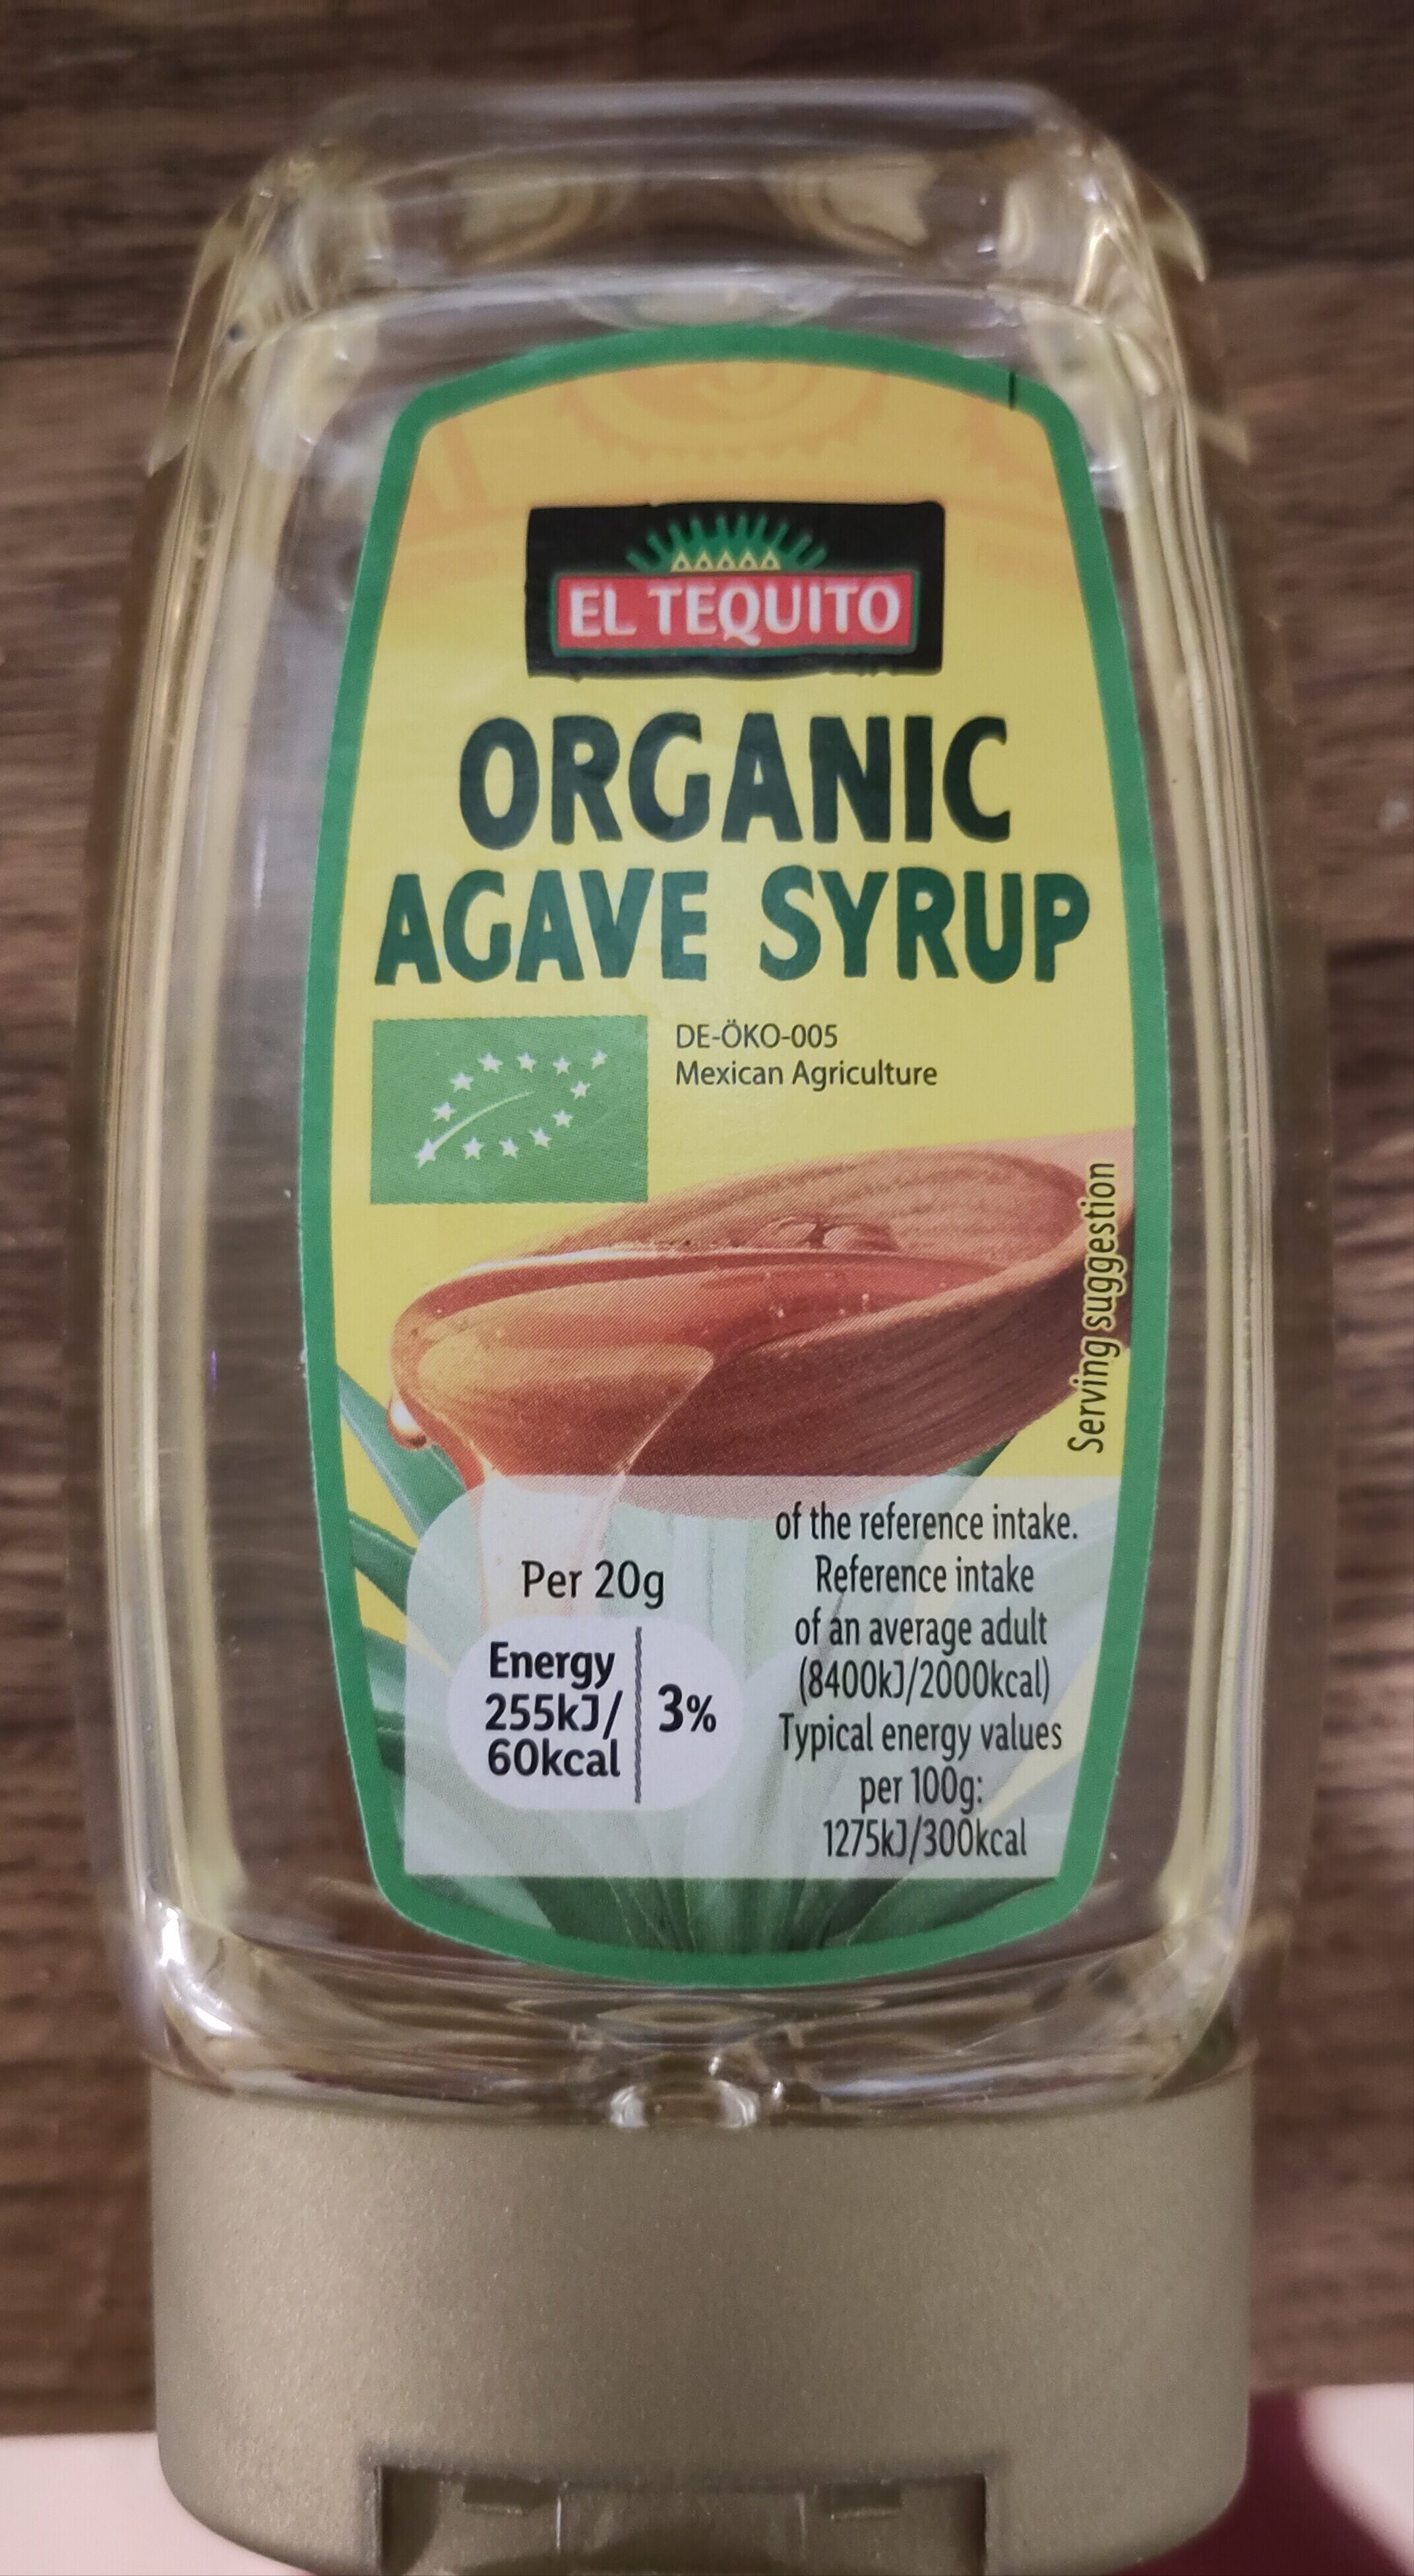 EL TEQUITO
ORGANIC
AGAVE SYRUP
DE-ÖKO-005
Mexican Agriculture
Serving suggestion
Per 20g
Energy
255kJ/
60kcal
3%
of the reference intake.
Reference intake
of an average adult
(8400kJ/2000kcal)
Typical energy values
per 100g:
1275kJ/300kcal